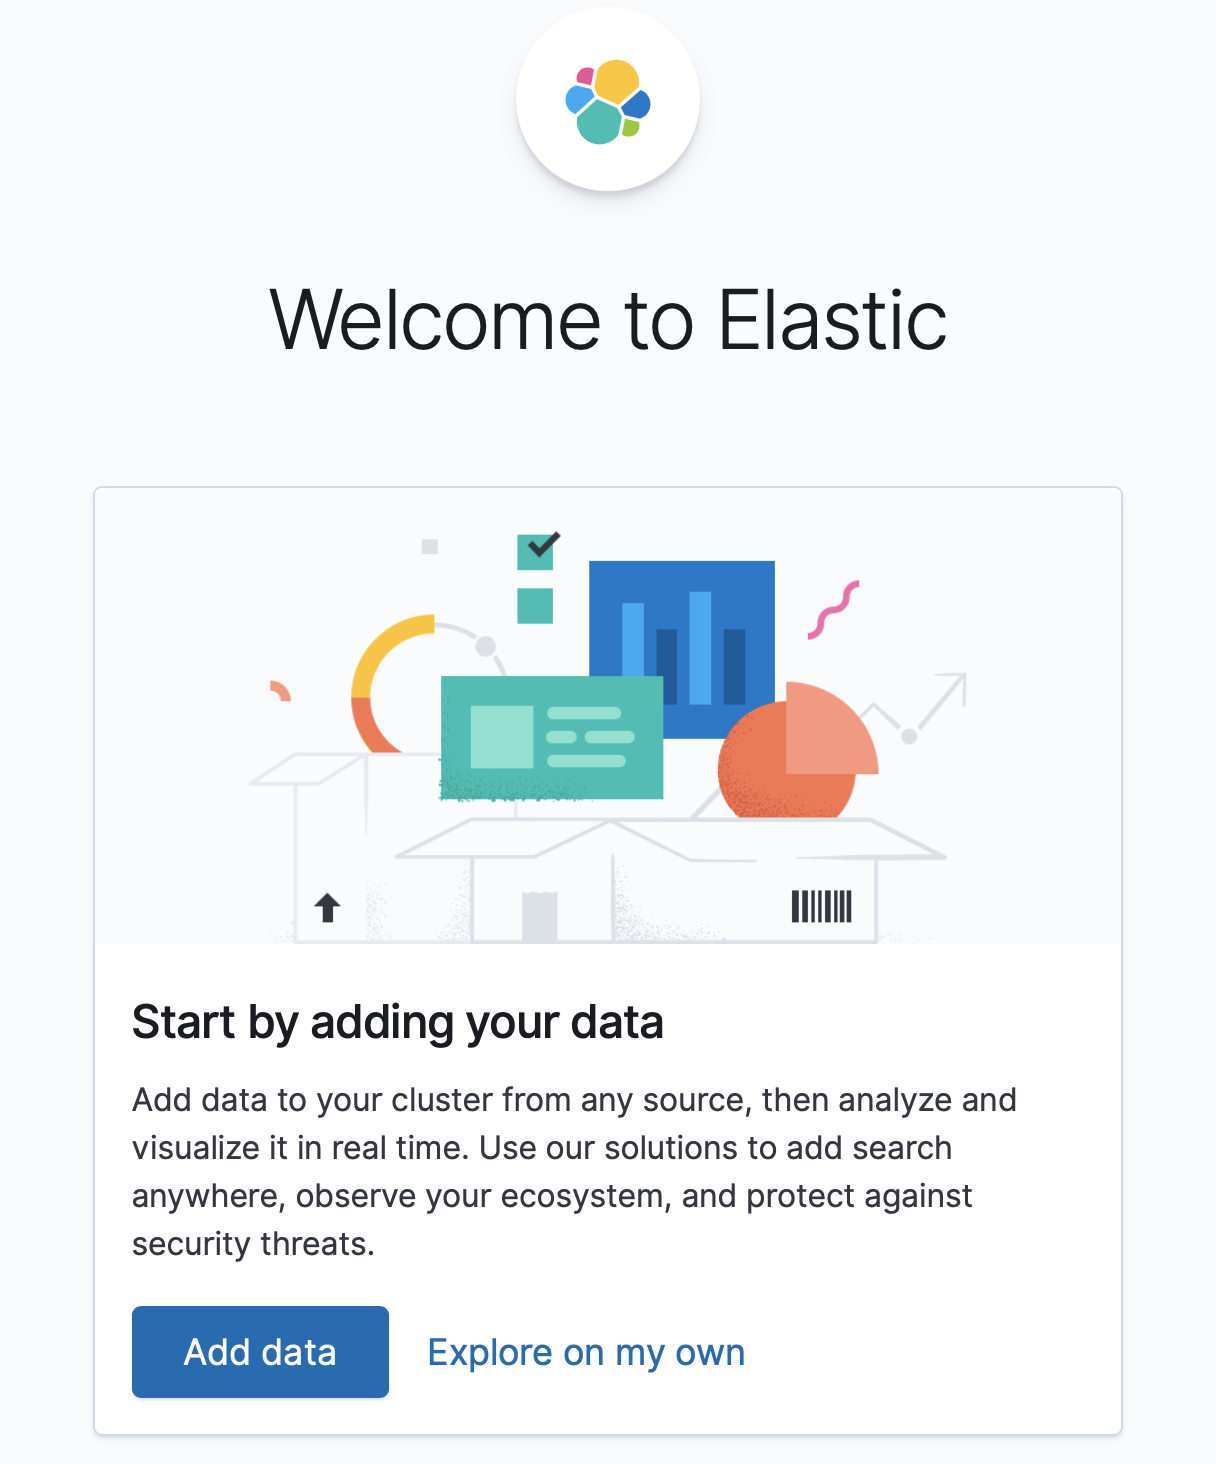 Welcome to Elastic
Start by adding your data
Add data to your cluster from any source, then analyze and
visualize it in real time. Use our solutions to add search
anywhere, observe your ecosystem, and protect against
security threats.
Add data
Explore on my own